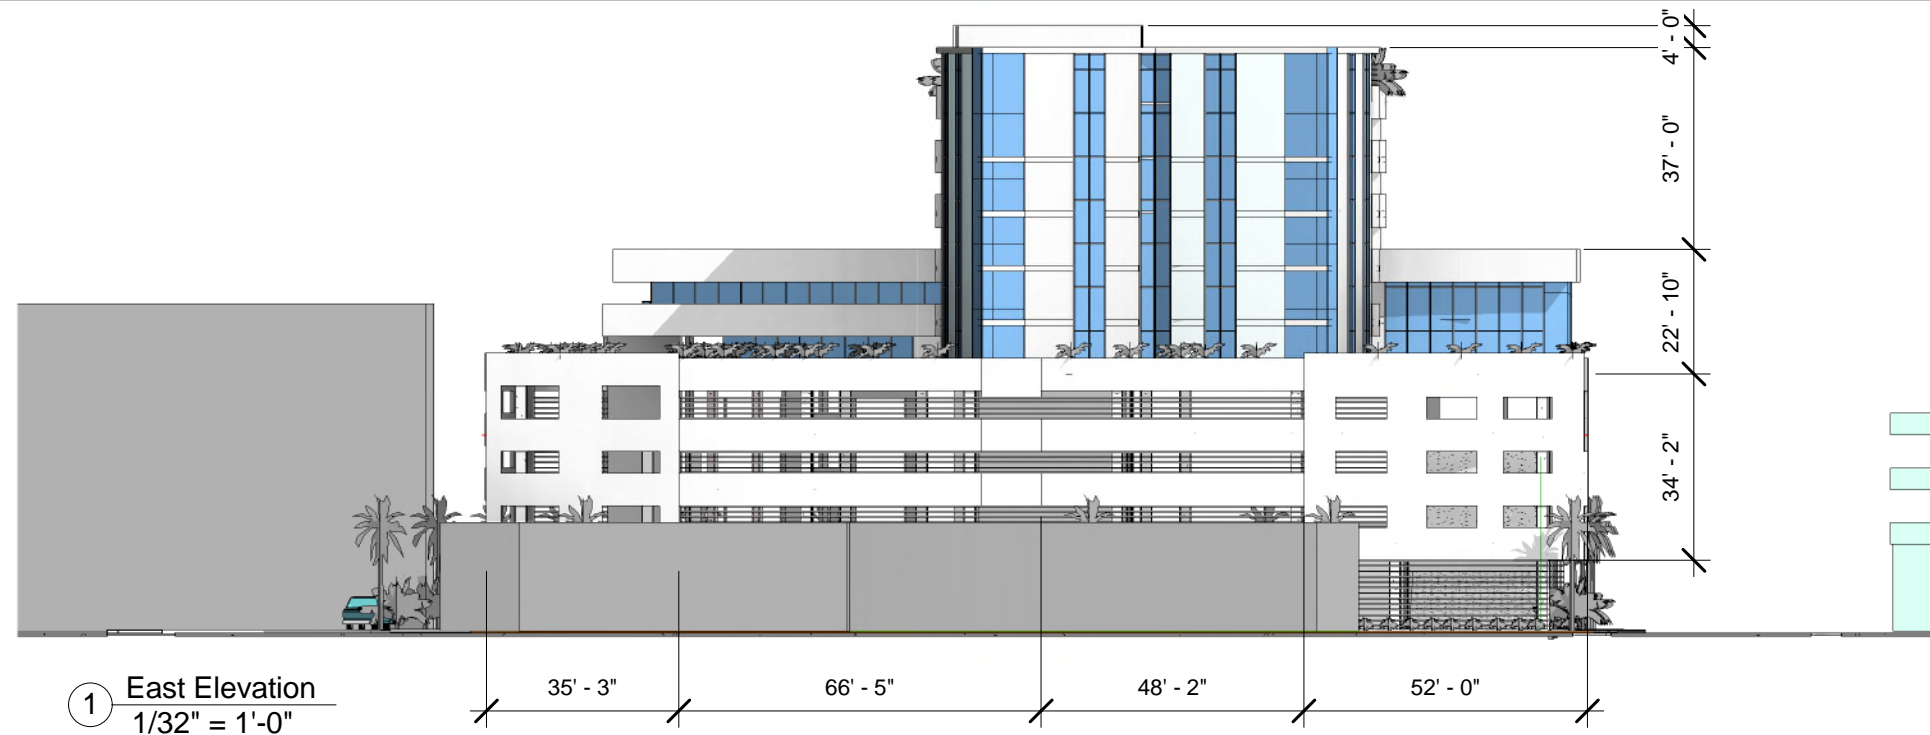 4' - 0"
37' - 0"
22' - 10"
34' - 2"
35' - 3"
66' - 5"
48' - 2"
52' - 0"
1
East Elevation
1/32" = 1'-0"